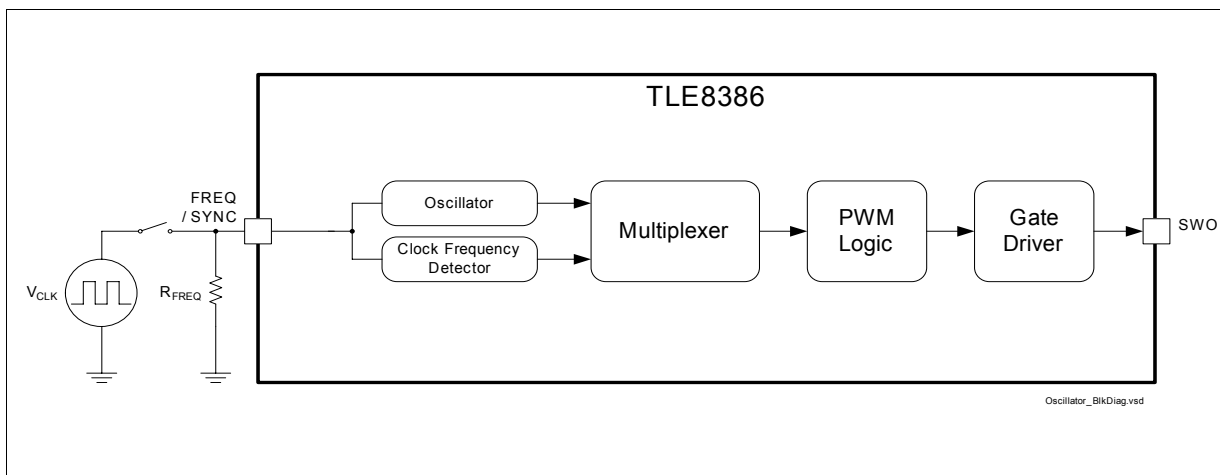 TLE8386
FREQ
/ SYNC
Oscillator
Clock Frequency
Detector
Multiplexer
PWM
Logic
Gate
Driver
SWO
VCLK
RFREQ
Oscillator_BlkDiag.vsd